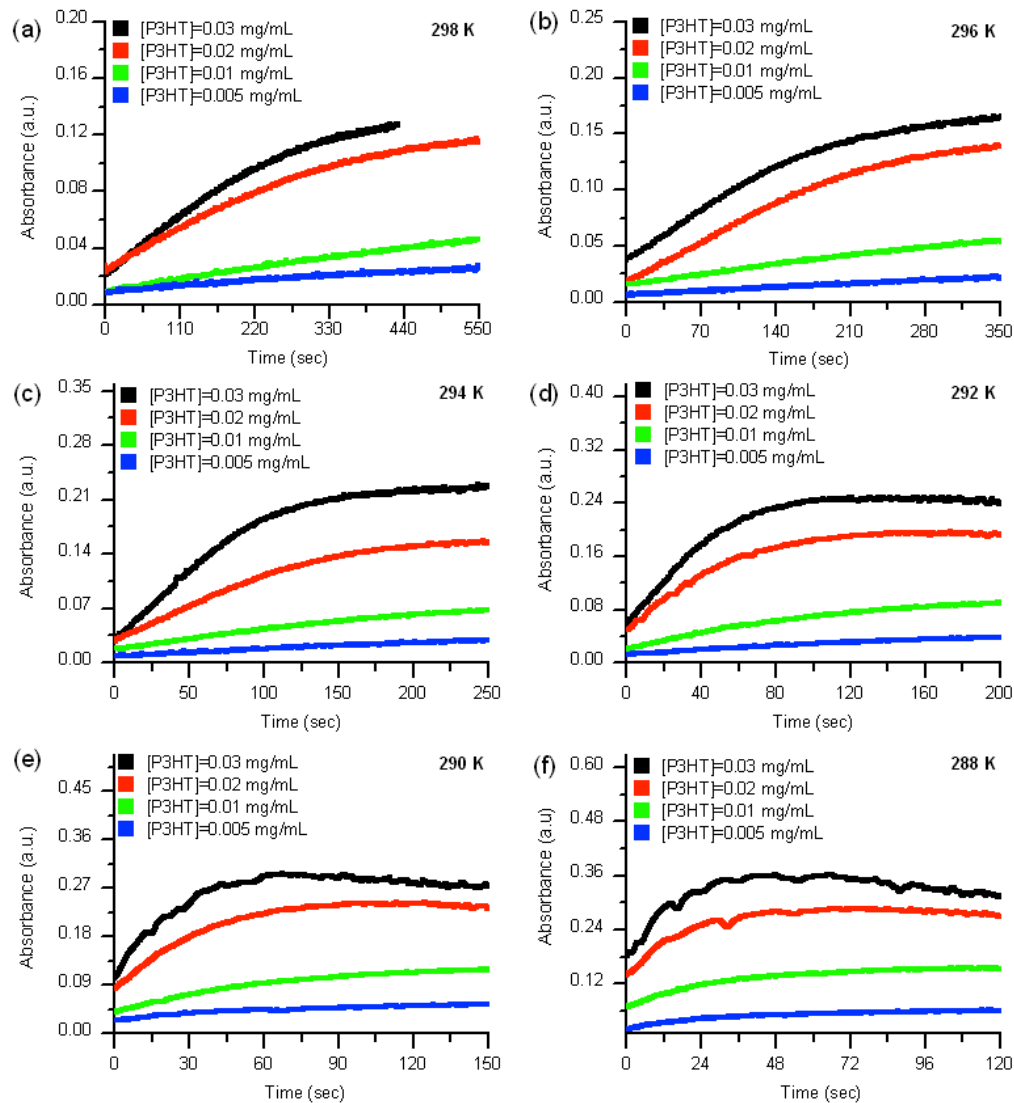 (a)
298 K
[P3HT]=0.03 mg/mL
[P3HT]=0.02 mg/mL
[P3HT]=0.01 mg/mL
[P3HT]=0.005 mg/mL
0.20
0.16
0.12
0.08
0.04
0.00
Absorbance (a.u.)
0 110 220 330 440 550
Time (sec)
(b)
296 K
[P3HT]=0.03 mg/mL
[P3HT]=0.02 mg/mL
[P3HT]=0.01 mg/mL
[P3HT]=0.005 mg/mL
0.25
0.20
0.15
0.10
0.05
0.00
Absorbance (a.u.)
0 70 140 210 280 350
Time (sec)
(c)
294 K
[P3HT]=0.03 mg/mL
[P3HT]=0.02 mg/mL
[P3HT]=0.01 mg/mL
[P3HT]=0.005 mg/mL
0.35
0.28
0.21
0.14
0.07
0.00
Absorbance (a.u.)
0 50 100 150 200 250
Time (sec)
(d)
292 K
[P3HT]=0.03 mg/mL
[P3HT]=0.02 mg/mL
[P3HT]=0.01 mg/mL
[P3HT]=0.005 mg/mL
0.40
0.32
0.24
0.16
0.08
0.00
Absorbance (a.u.)
0 40 80 120 160 200
Time (sec)
(e)
290 K
[P3HT]=0.03 mg/mL
[P3HT]=0.02 mg/mL
[P3HT]=0.01 mg/mL
[P3HT]=0.005 mg/mL
0.45
0.36
0.27
0.18
0.09
0.00
Absorbance (a.u.)
0 30 60 90 120 150
Time (sec)
(f)
288 K
[P3HT]=0.03 mg/mL
[P3HT]=0.02 mg/mL
[P3HT]=0.01 mg/mL
[P3HT]=0.005 mg/mL
0.60
0.48
0.36
0.24
0.12
Absorbance (a.u)
0 24 48 72 96 120
Time (sec)